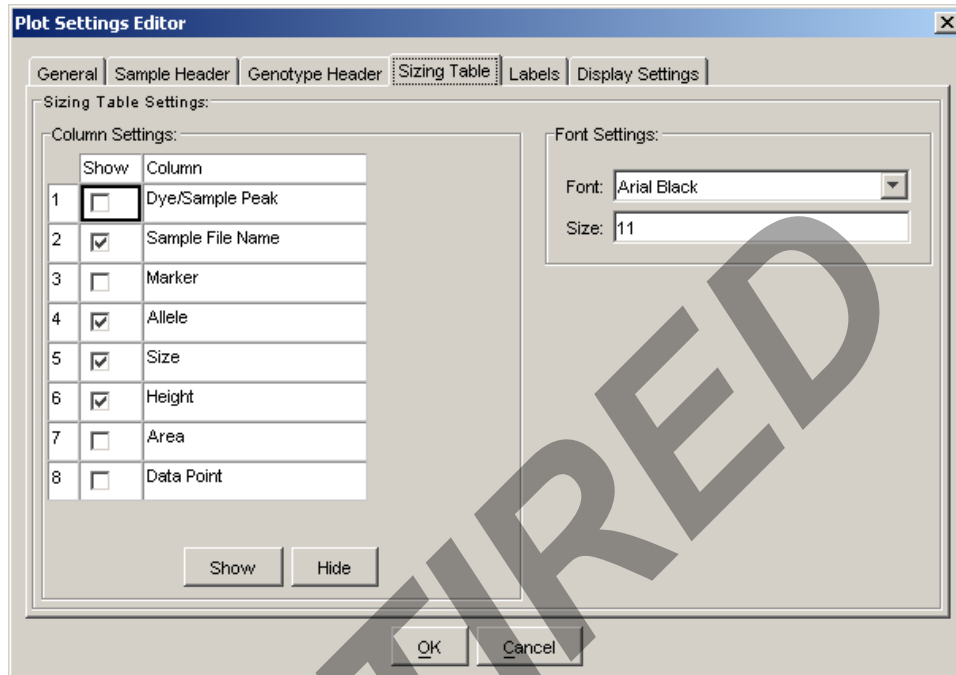 Plot Settings Editor
General Sample Header Genotype Header Sizing Table Labels Display Settings
Sizing Table Settings:
Column Settings:
Show Column
1 Dye/Sample Peak
2 Sample File Name
3 Marker
4 Allele
5 Size
6 Height
7 Area
8 Data Point
Show Hide
Font Settings:
Font: Arial Black
Size: 11
OK Cancel
TIRED